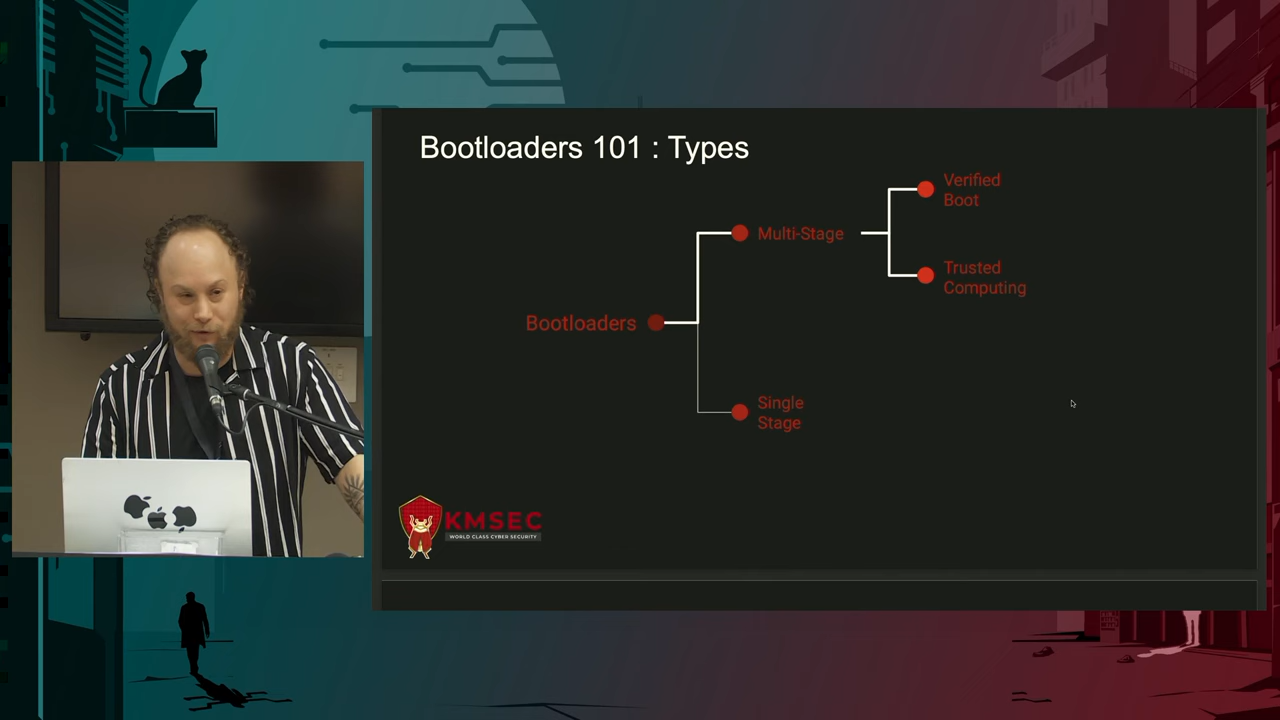 Bootloaders 101 : Types
Verified
Boot
Multi-Stage
Trusted
Computing
Bootloaders
Single
Stage
KMSEC
WORLD CLASS CYBER SECURITY